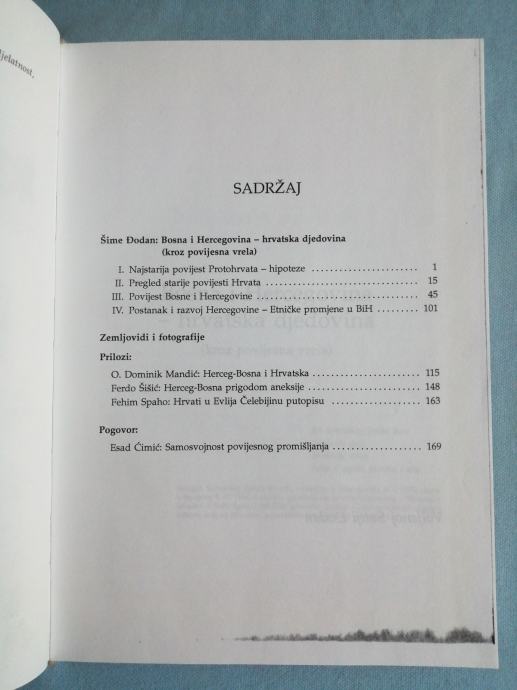 jelatnost,
SADRŽAJ
Šime Đodan: Bosna i Hercegovina – hrvatska djedovina
(kroz povijesna vrela)
I. Najstarija povijest Protohrvata – hipoteze ........................ 1
II. Pregled starije povijesti Hrvata ........................ 15
III. Povijest Bosne i Hercegovine ........................ 45
IV. Postanak i razvoj Hercegovine – Etničke promjene u BiH ......... 101
Zemljovidi i fotografije
Prilozi:
O. Dominik Mandić: Herceg-Bosna i Hrvatska ........................ 115
Ferdo Šišić: Herceg-Bosna prigodom aneksije ........................ 148
Fehim Spaho: Hrvati u Evlija Čelebijinu putopisu ........................ 163
Pogovor:
Esad Ćimić: Samosvojnost povijesnog promišljanja ........................ 169